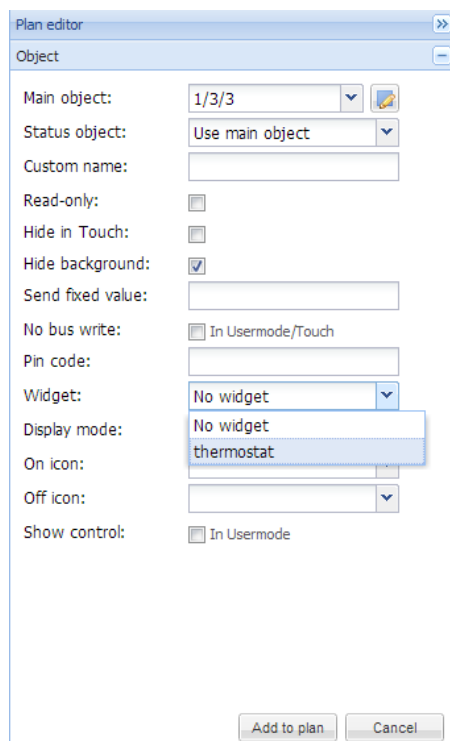 Plan editor
Object
Main object: 1/3/3
Status object: Use main object
Custom name:
Read-only:
Hide in Touch:
Hide background:
Send fixed value:
No bus write: In Usermode/Touch
Pin code:
Widget: No widget
No widget
Display mode:
thermostat
On icon:
Off icon:
Show control: In Usermode
Add to plan Cancel